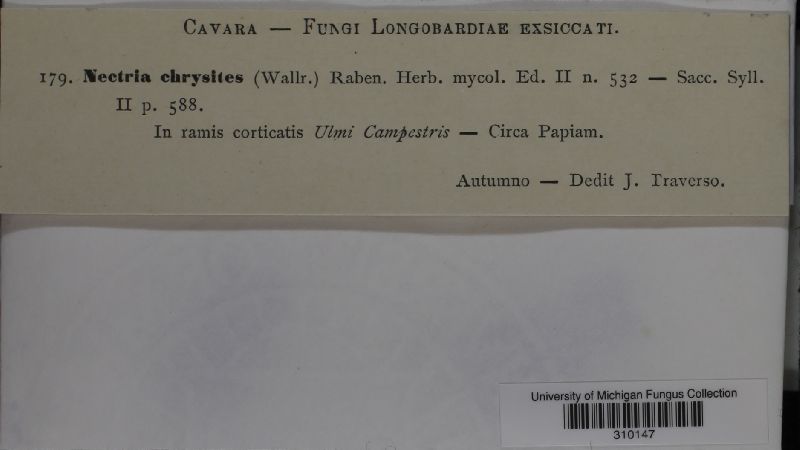 CAVARA — FUNGI LONGOBARDIAE EXSICCATI.
179. Nectria chrysites (Wallr.) Raben. Herb. mycol. Ed. II n. 532 — Sacc. Syll.
II p. 588.
In ramis corticatis Ulmi Campestris — Circa Papiam.
Autumno — Dedit J. Traverso.
University of Michigan Fungus Collection
310147